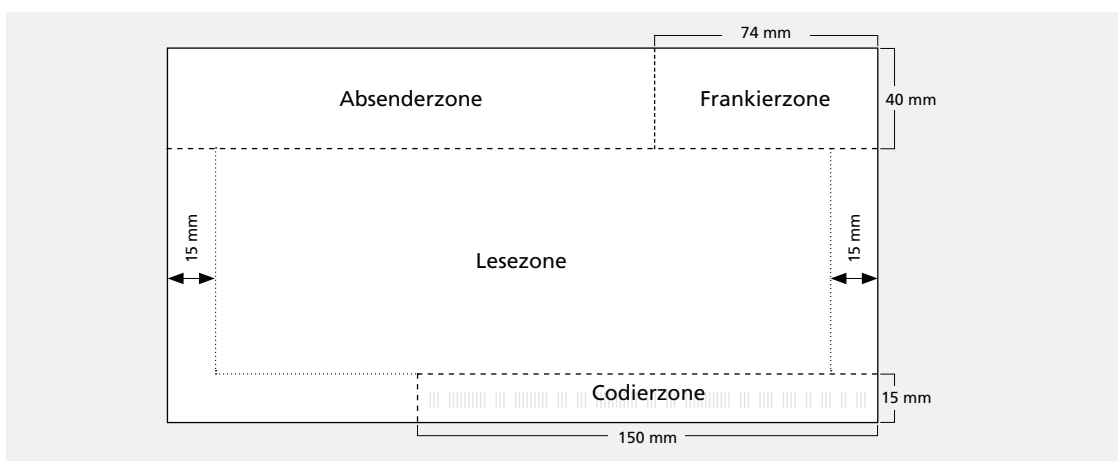 74 mm
Absenderzone
Frankierzone
40 mm
15 mm
15 mm
Lesezone
Codierzone
15 mm
150 mm